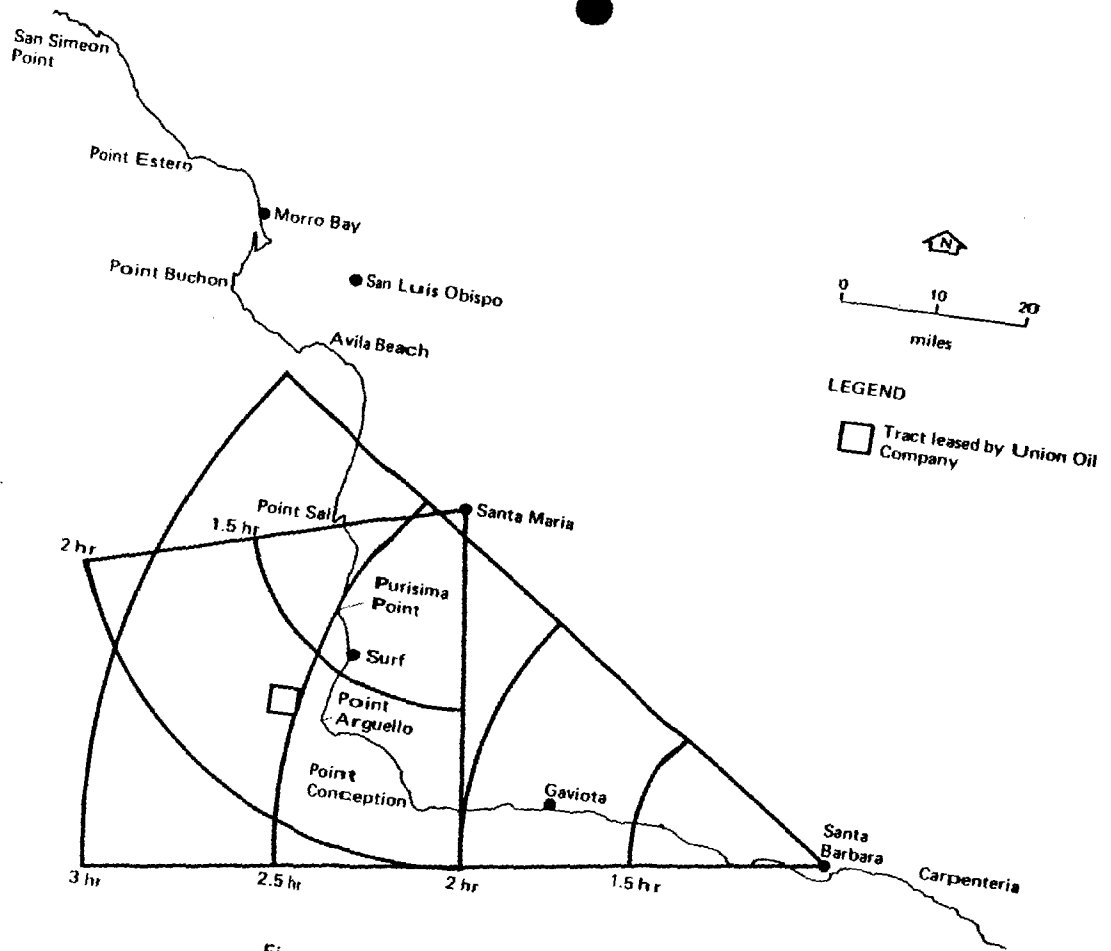 San Simeon
Point
Point Estero
Morro Bay
Point Buchon
San Luis Obispo
Avila Beach
N
0 10 20
miles
LEGEND
Tract leased by Union Oil
Company
Point Sal
Santa Maria
1.5 hr
2 hr
Purisima
Point
Surf
Point
Arguello
Point
Conception
Gaviota
Santa
Barbara
Carpenteria
3 hr
2.5 hr
2 hr
1.5 hr